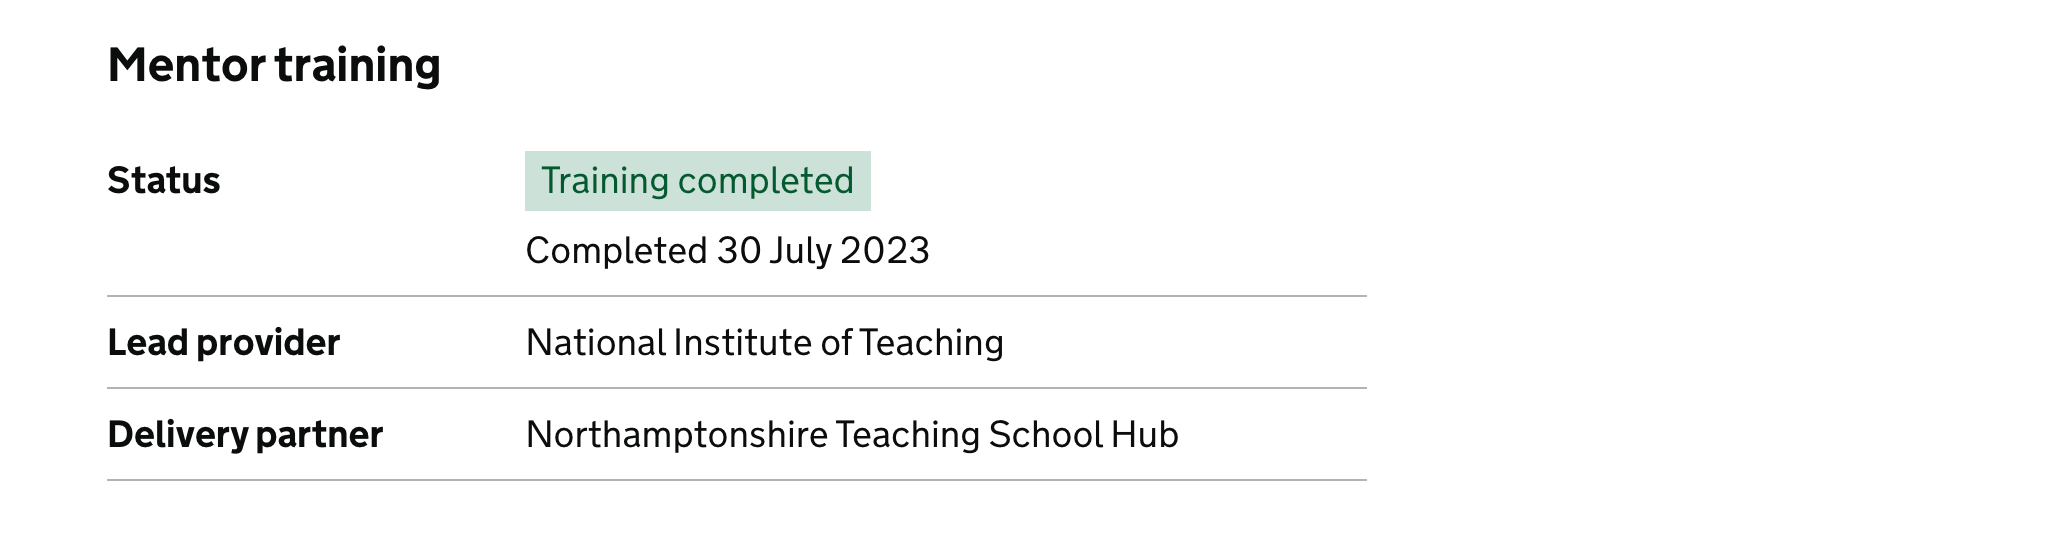 Mentor training
Status
Training completed
Completed 30 July 2023
Lead provider
National Institute of Teaching
Delivery partner
Northamptonshire Teaching School Hub